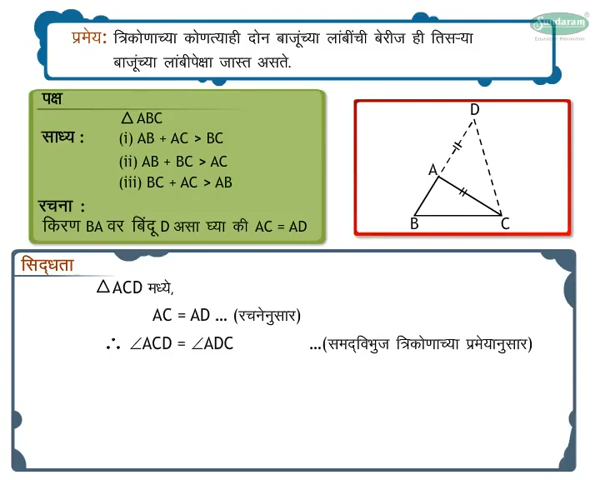 Sundaram
प्रमेय: त्रिकोणाच्या कोणत्याही दोन बाजूंच्या लांबींची बेरीज ही तिसऱ्या
बाजूंच्या लांबीपेक्षा जास्त असते.
पक्ष
△ ABC
साध्य : (i) AB + AC > BC
(ii) AB + BC > AC
(iii) BC + AC > AB
रचना :
किरण BA वर बिंदू D असा घ्या की AC = AD
D
A
B
C
सिद्धता
△ ACD मध्ये,
AC = AD ... (रचनेनुसार)
∴ ∠ACD = ∠ADC ...(समद्विभुज त्रिकोणाच्या प्रमेयानुसार)